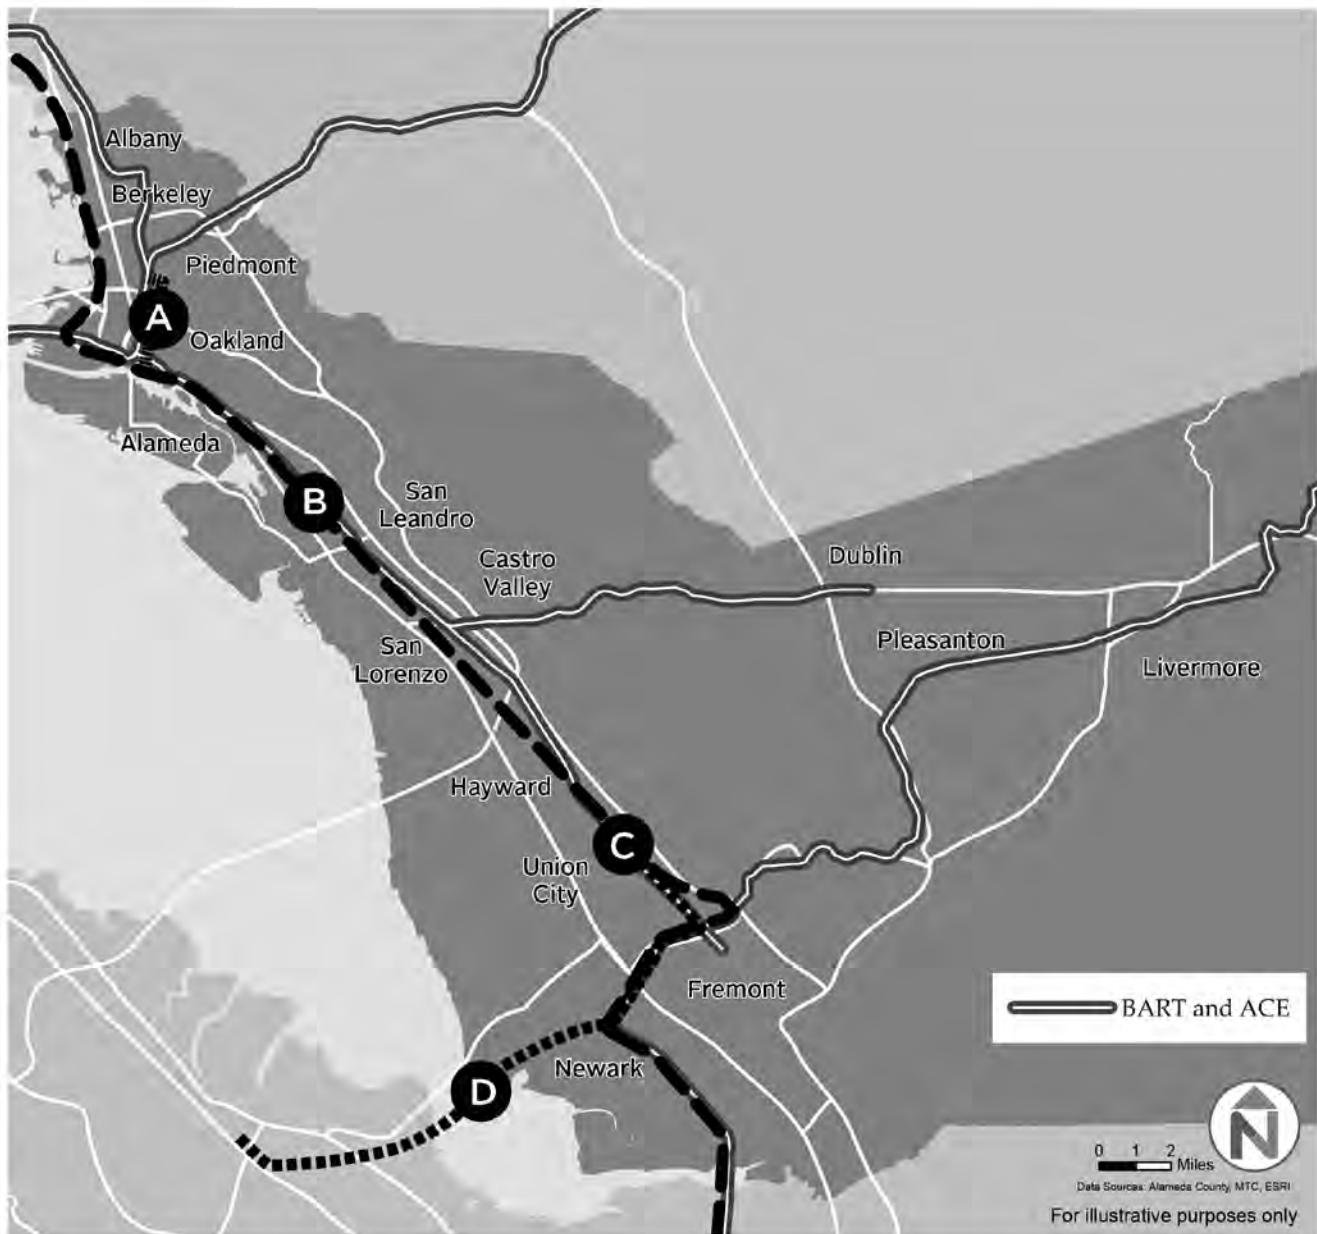 Albany
Berkeley
Piedmont
A
Oakland
Alameda
B
San
Leandro
Castro
Valley
Dublin
San
Lorenzo
Pleasanton
Livermore
Hayward
C
Union
City
Fremont
BART and ACE
Newark
D
N
0 1 2
Miles
Data Sources: Alameda County, MTC, ESRI
For illustrative purposes only